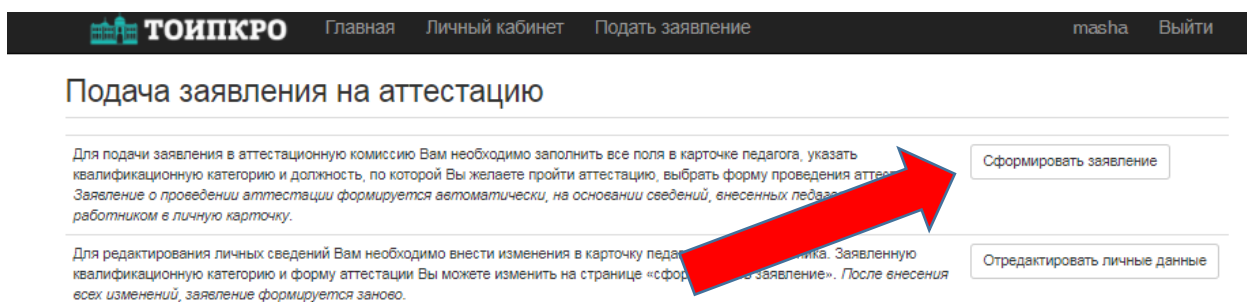 ТОИПКРО Главная Личный кабинет Подать заявление masha Выйти
Подача заявления на аттестацию
Для подачи заявления в аттестационную комиссию Вам необходимо заполнить все поля в карточке педагога, указать
квалификационную категорию и должность, по которой Вы желаете пройти аттестацию, выбрать форму проведения
Заявление о проведении аттестации формируется автоматически, на основании сведений, внесенных
работником в личную карточку.
Сформировать заявление
Для редактирования личных сведений Вам необходимо внести изменения в карточку Заявленную
квалификационную категорию и форму аттестации Вы можете изменить на странице заявление». После внесения
всех изменений, заявление формируется заново.
Отредактировать личные данные